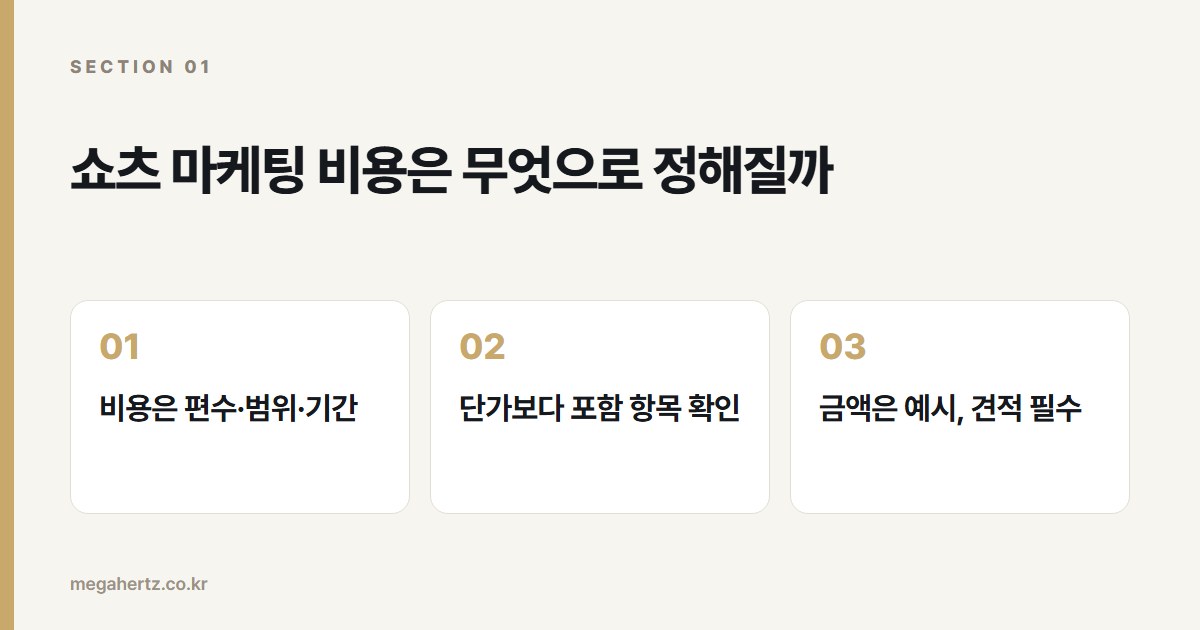 SECTION 01
쇼츠 마케팅 비용은 무엇으로 정해질까
01
비용은 편수·범위·기간
02
단가보다 포함 항목 확인
03
금액은 예시, 견적 필수
megahertz.co.kr